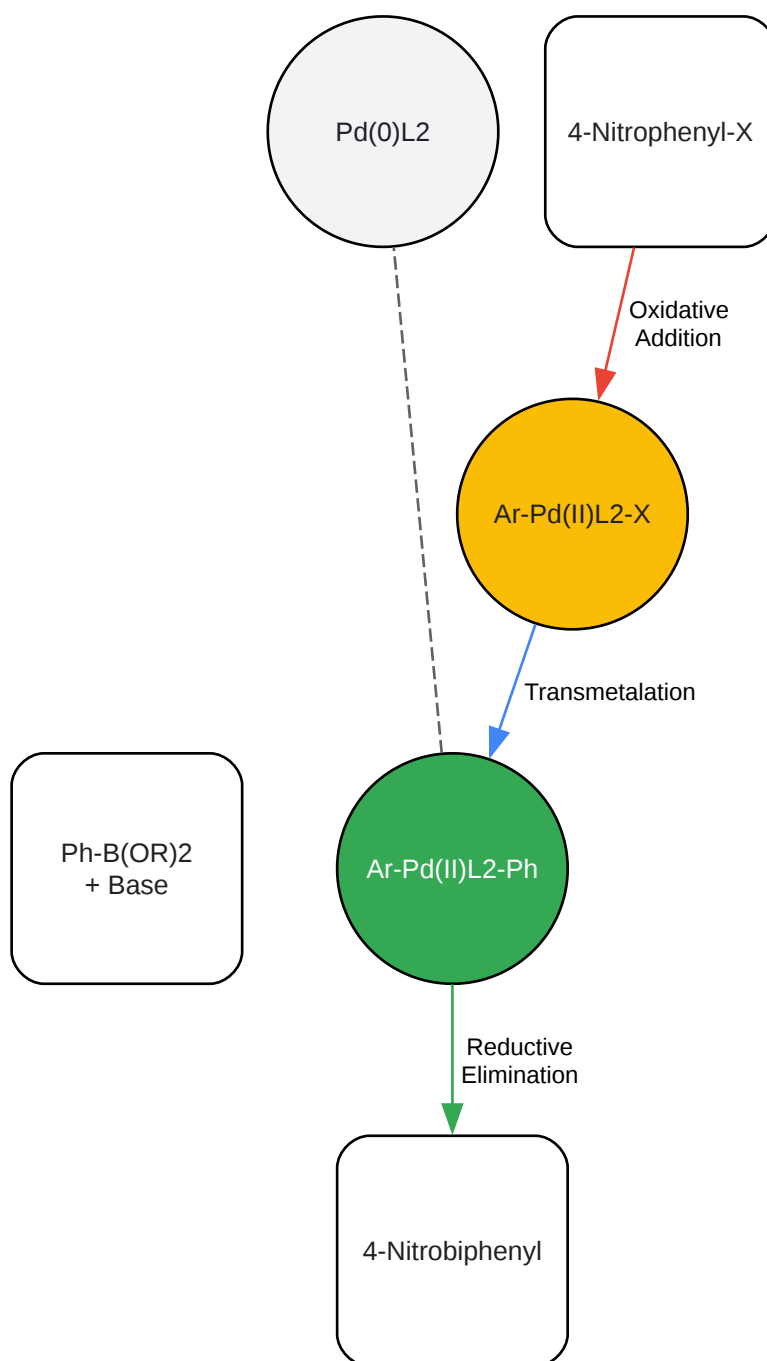 Pd(0)L2
4-Nitrophenyl-X
Oxidative
Addition
Ar-Pd(II)L2-X
Transmetalation
Ph-B(OR)2
+ Base
Ar-Pd(II)L2-Ph
Reductive
Elimination
4-Nitrobiphenyl